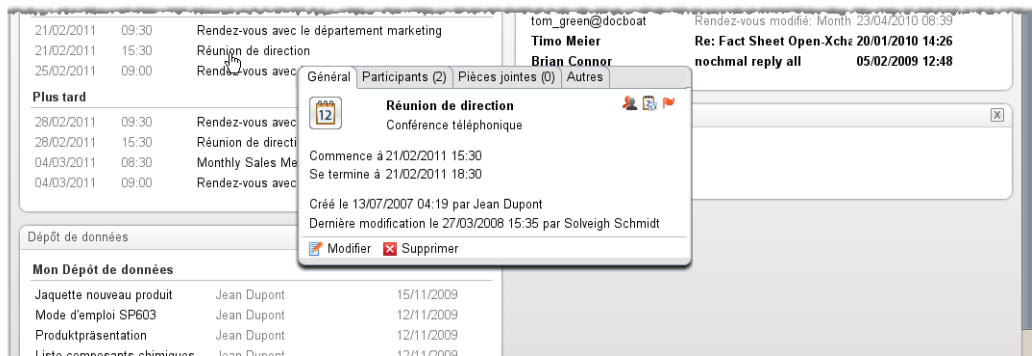 21/02/2011 09:30 Rendez-vous avec le département marketing
21/02/2011 15:30 Réunion de direction
25/02/2011 09:00 Rendez-vous avec
Plus tard
28/02/2011 09:30 Rendez-vous avec
28/02/2011 15:30 Réunion de directi
04/03/2011 08:30 Monthly Sales Me
04/03/2011 09:00 Rendez-vous avec
tom_green@docboat Rendez-vous modifié: Month 23/04/2010 08:39
Timo Meier Re: Fact Sheet Open-Xcha 20/01/2010 14:26
Brian Connor nochmal reply all 05/02/2009 12:48
Général Participants (2) Pièces jointes (0) Autres
12
Réunion de direction
Conférence téléphonique
Commence à 21/02/2011 15:30
Se termine à 21/02/2011 18:30
Créé le 13/07/2007 04:19 par Jean Dupont
Dernière modification le 27/03/2008 15:35 par Solveigh Schmidt
Modifier Supprimer
Dépôt de données
Mon Dépôt de données
Jaquette nouveau produit Jean Dupont 15/11/2009
Mode d'emploi SP603 Jean Dupont 12/11/2009
Produktpräsentation Jean Dupont 12/11/2009
Liste composants chimiques Jean Dupont 12/11/2009